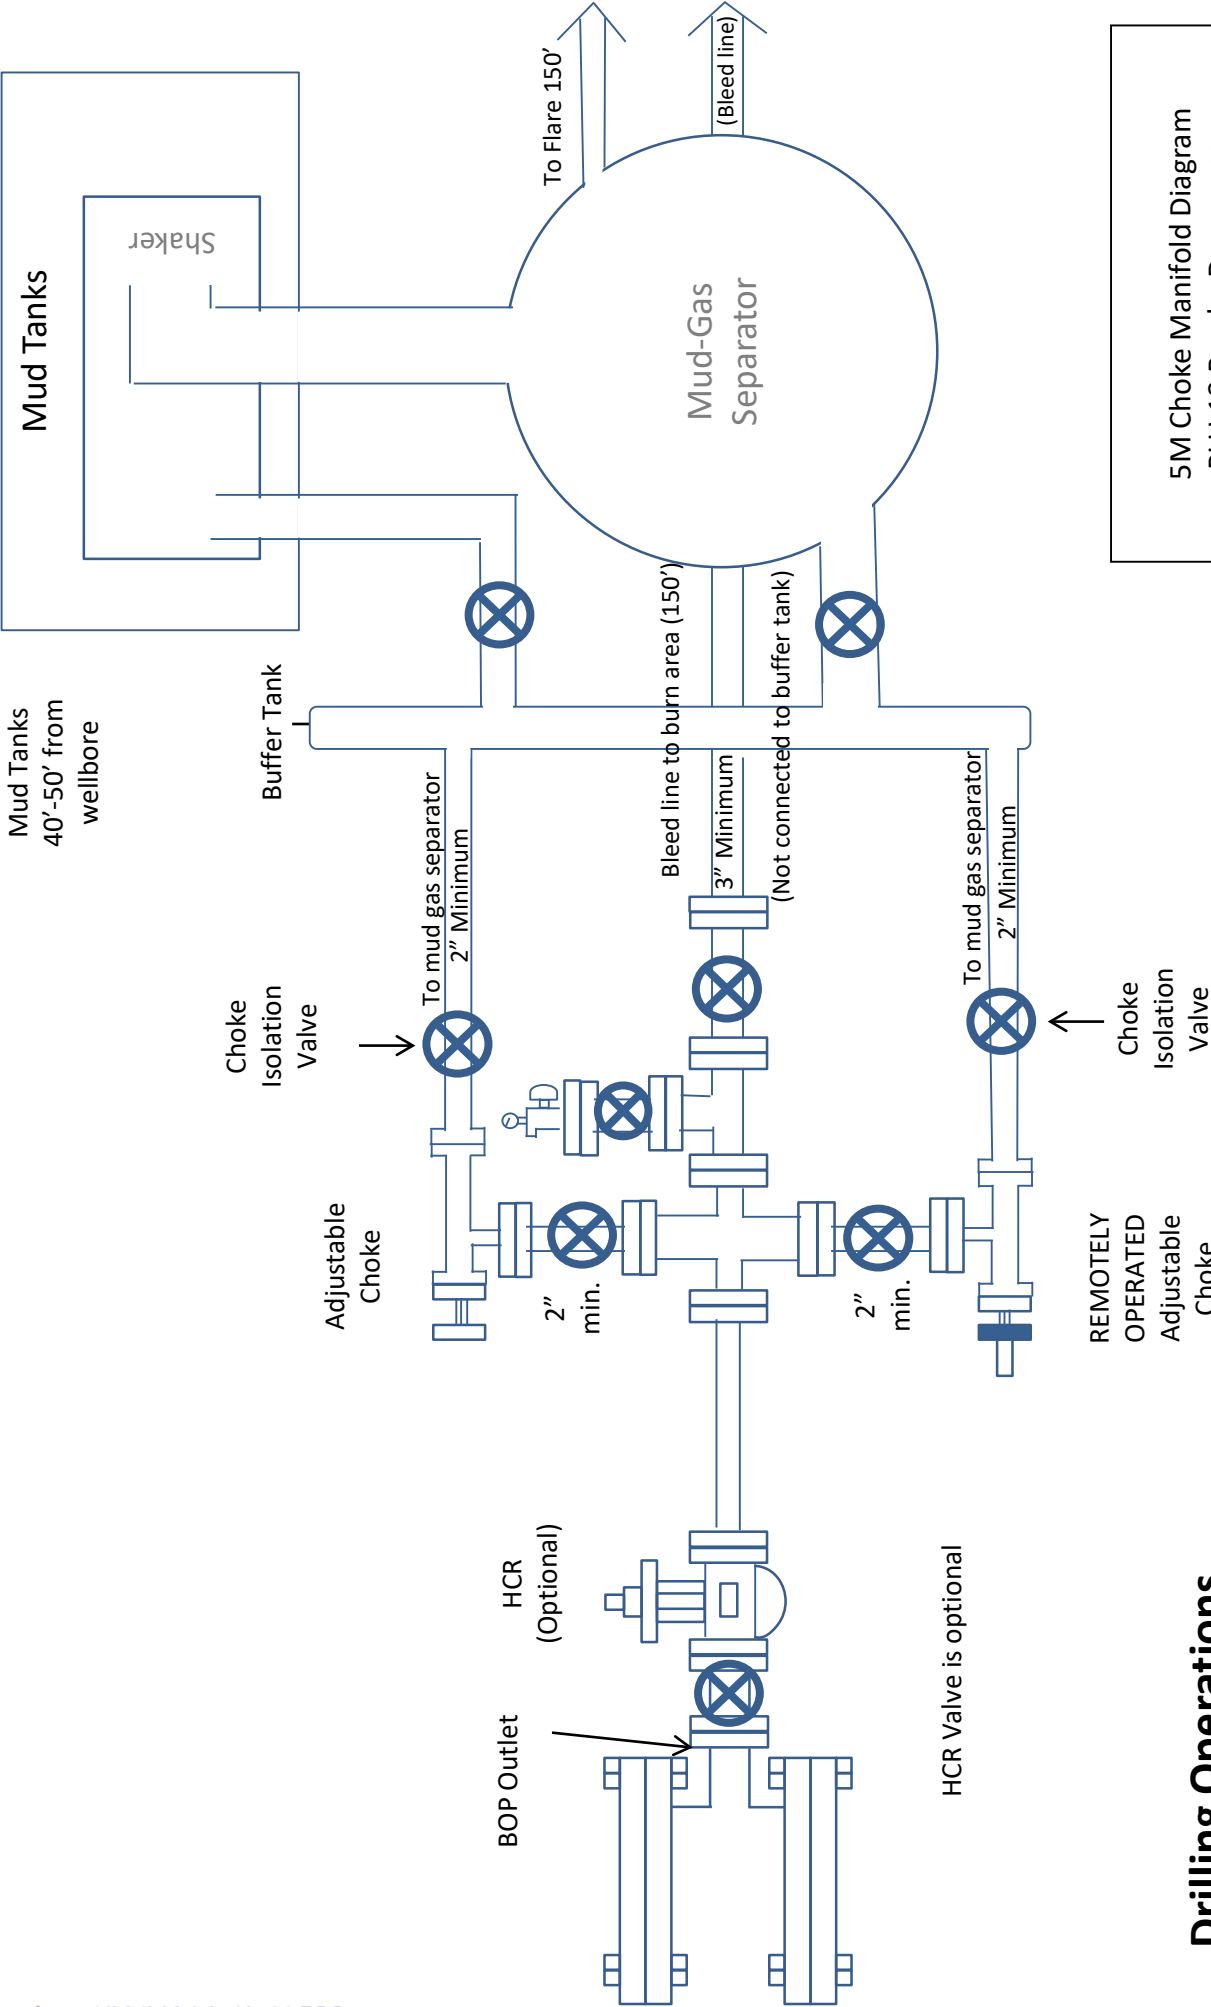 Mud Tanks
40’-50’ from
wellbore
Mud Tanks
Shaker
Buffer Tank
To Flare 150’
(Bleed line)
Mud-Gas
Separator
Choke
Isolation
Valve
To mud gas separator
2” Minimum
Bleed line to burn area (150’)
3” Minimum
(Not connected to buffer tank)
To mud gas separator
2” Minimum
Choke
Isolation
Valve
Adjustable
Choke
2”
min.
2”
min.
REMOTELY
OPERATED
Adjustable
Choke
HCR
(Optional)
BOP Outlet
HCR Valve is optional
5M Choke Manifold Diagram
Drilling Operations